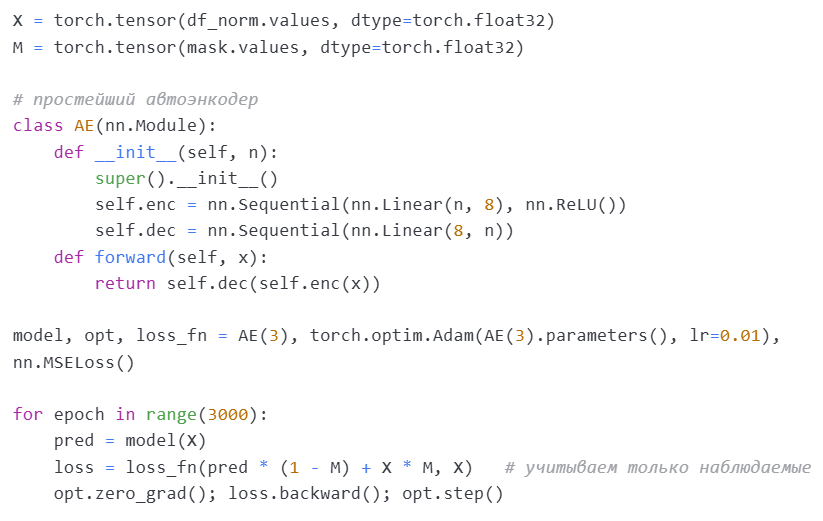 X = torch.tensor(df_norm.values, dtype=torch.float32)
M = torch.tensor(mask.values, dtype=torch.float32)
# простейший автоэнкодер
class AE(nn.Module):
    def __init__(self, n):
        super().__init__()
        self.enc = nn.Sequential(nn.Linear(n, 8), nn.ReLU())
        self.dec = nn.Sequential(nn.Linear(8, n))
    def forward(self, x):
        return self.dec(self.enc(x))
model, opt, loss_fn = AE(3), torch.optim.Adam(AE(3).parameters(), lr=0.01),
nn.MSELoss()
for epoch in range(3000):
    pred = model(X)
    loss = loss_fn(pred * (1 - M) + X * M, X)   # учитываем только наблюдаемые
    opt.zero_grad(); loss.backward(); opt.step()